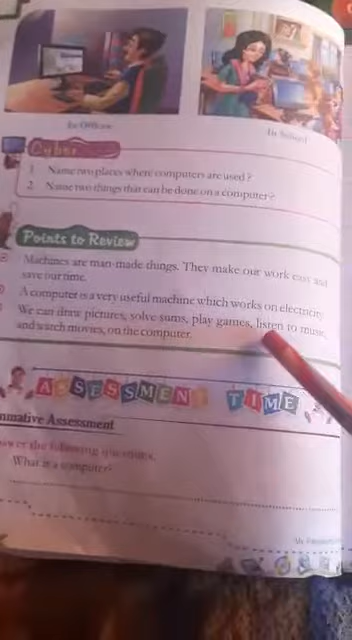 In Offices
In School
Cyber
1 Name two places where computers are used?
2. Name two things that can be done on a computer?
Points to Review
Machines are man-made things. They make our work easy and
save our time.
A computer is a very useful machine which works on electricity.
We can draw pictures, solve sums, play games, listen to music,
and watch movies, on the computer.
ASSESSMENT TIME
mmative Assessment
swer the following questions.
What is a computer?